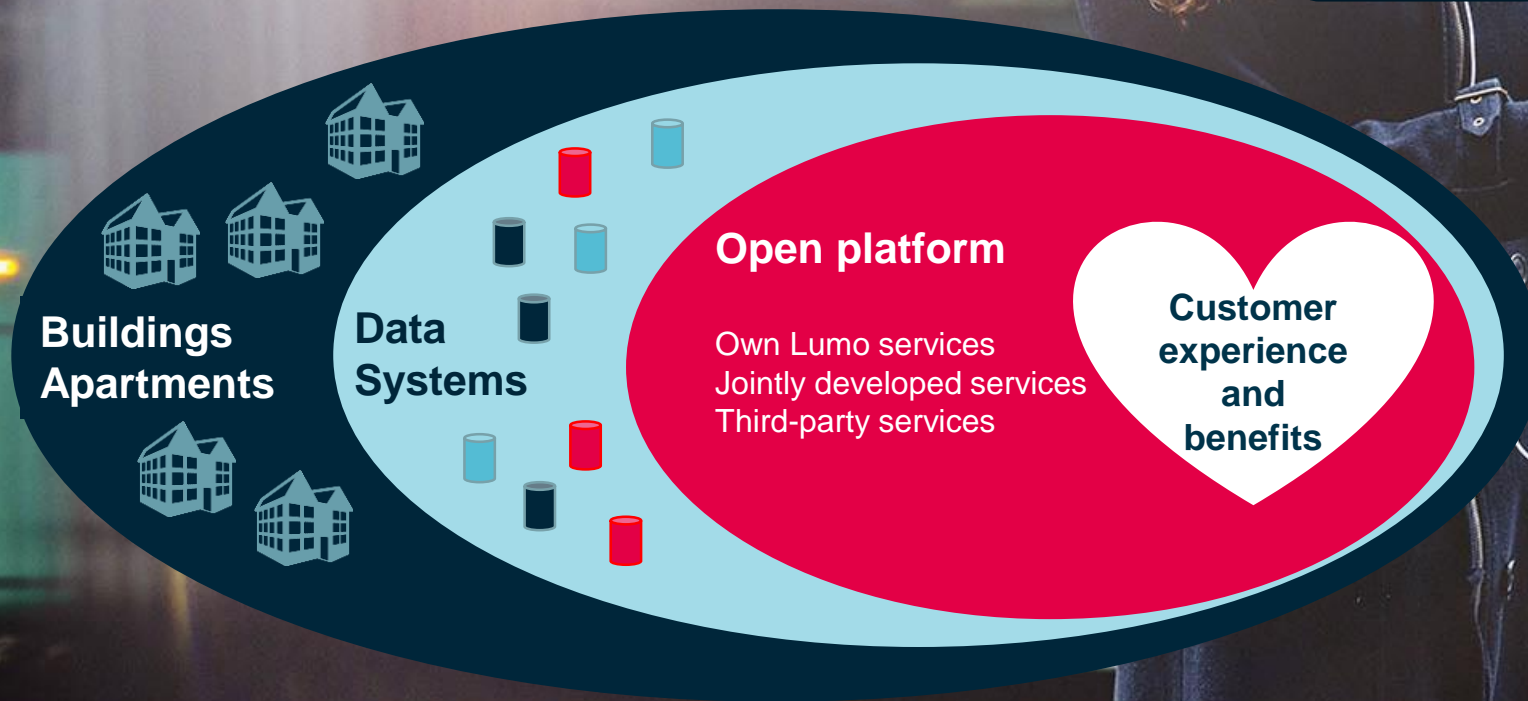 Buildings
Apartments
Data
Systems
Open platform
Own Lumo services
Jointly developed services
Third-party services
Customer
experience
and
benefits